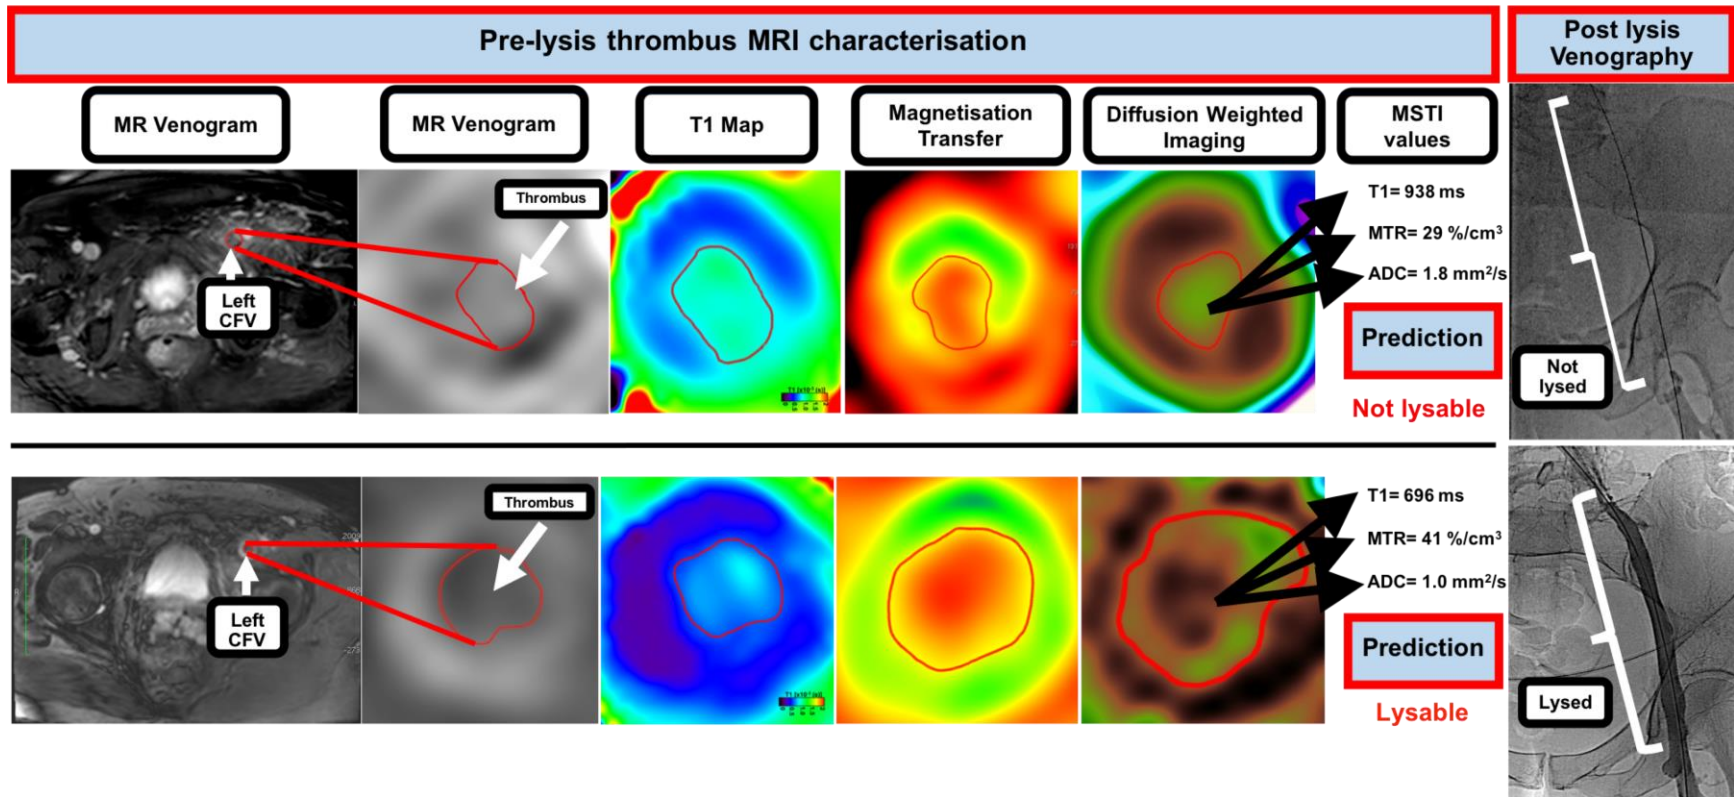 Pre-lysis thrombus MRI characterisation
Post lysis
Venography
MR Venogram
MR Venogram
T1 Map
Magnetisation
Transfer
Diffusion Weighted
Imaging
MSTI
values
Thrombus
Left
CFV
T1= 938 ms
MTR= 29 %/cm³
ADC= 1.8 mm²/s
Prediction
Not lysable
Not
lysed
Thrombus
Left
CFV
T1= 696 ms
MTR= 41 %/cm³
ADC= 1.0 mm²/s
Prediction
Lysable
Lysed